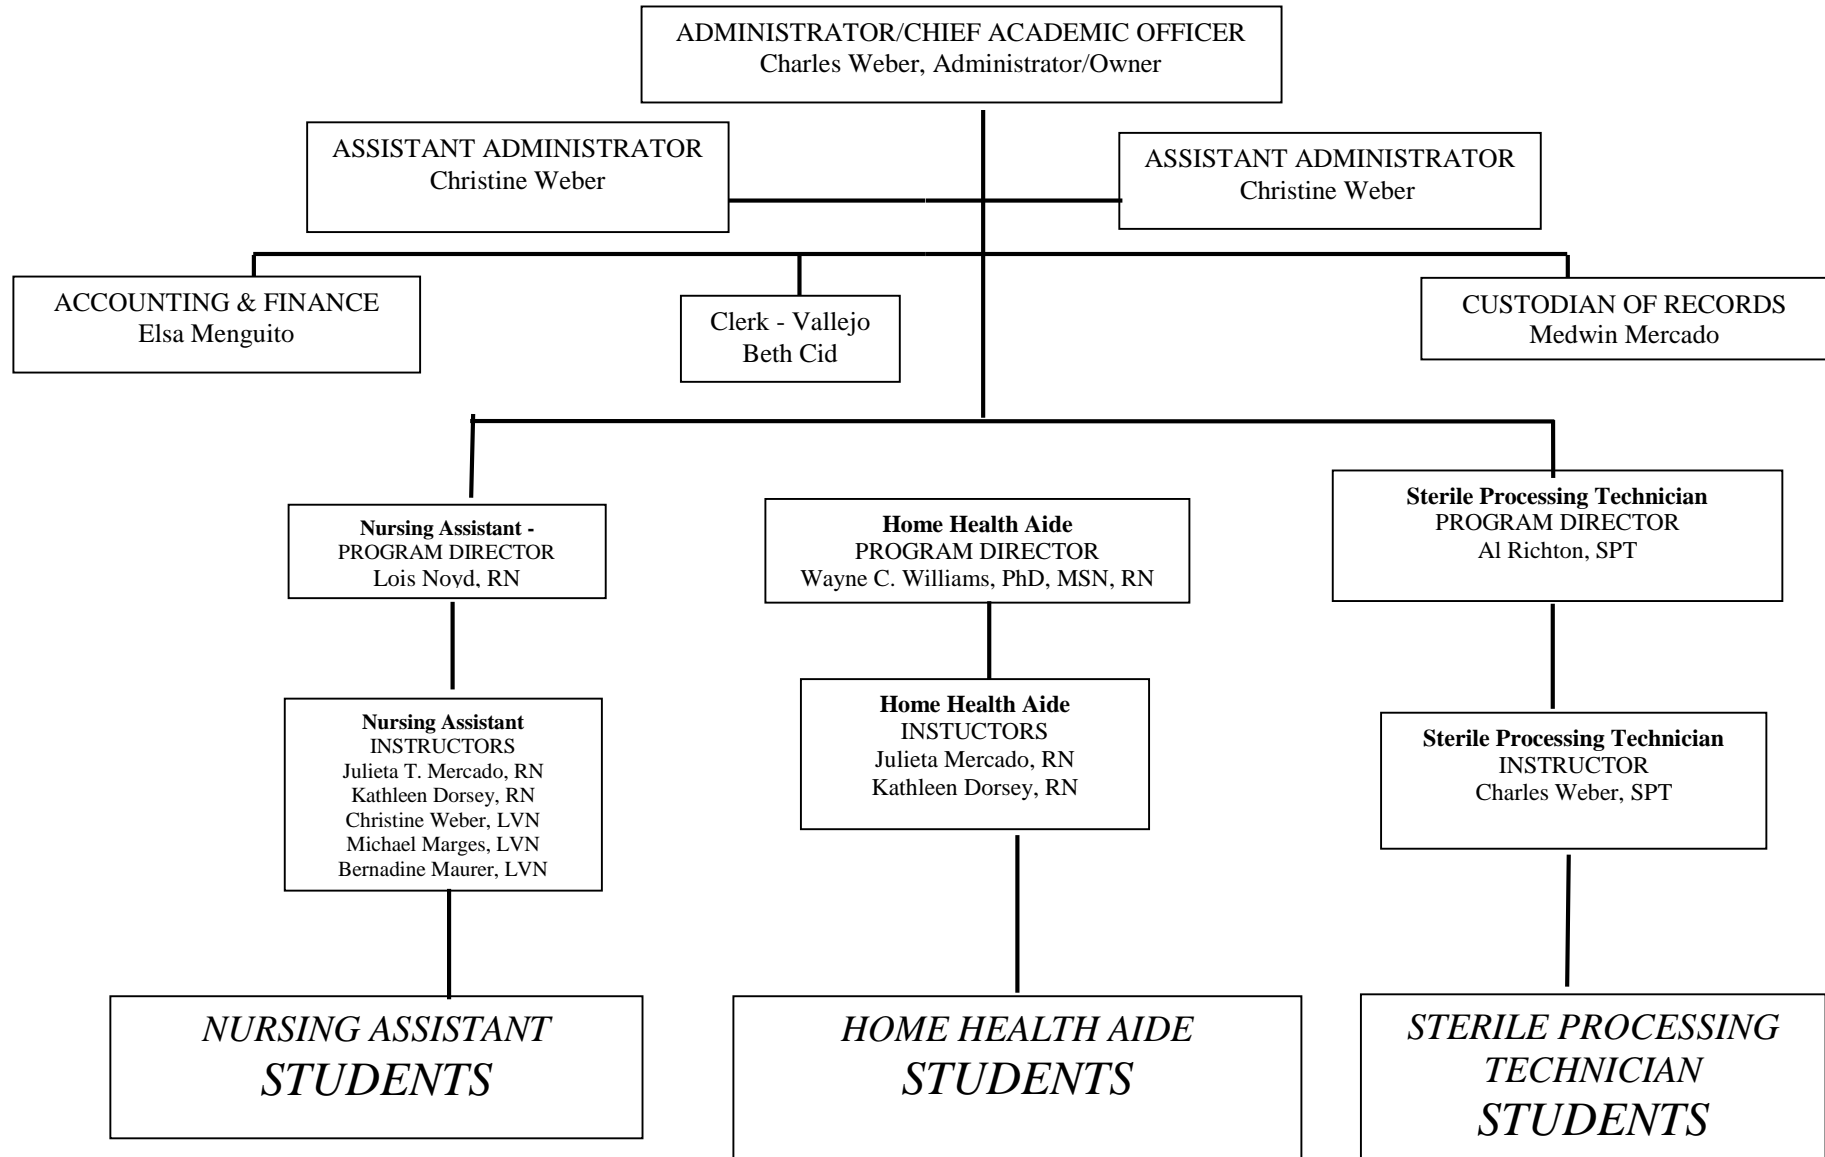 ADMINISTRATOR/CHIEF ACADEMIC OFFICER
Charles Weber, Administrator/Owner
ASSISTANT ADMINISTRATOR
Christine Weber
ASSISTANT ADMINISTRATOR
Christine Weber
ACCOUNTING & FINANCE
Elsa Menguito
Clerk - Vallejo
Beth Cid
CUSTODIAN OF RECORDS
Medwin Mercado
Nursing Assistant -
PROGRAM DIRECTOR
Lois Noyd, RN
Home Health Aide
PROGRAM DIRECTOR
Wayne C. Williams, PhD, MSN, RN
Sterile Processing Technician
PROGRAM DIRECTOR
Al Richton, SPT
Nursing Assistant
INSTRUCTORS
Julieta T. Mercado, RN
Kathleen Dorsey, RN
Christine Weber, LVN
Michael Marges, LVN
Bernadine Maurer, LVN
Home Health Aide
INSTUCTORS
Julieta Mercado, RN
Kathleen Dorsey, RN
Sterile Processing Technician
INSTRUCTOR
Charles Weber, SPT
NURSING ASSISTANT
STUDENTS
HOME HEALTH AIDE
STUDENTS
STERILE PROCESSING
TECHNICIAN
STUDENTS